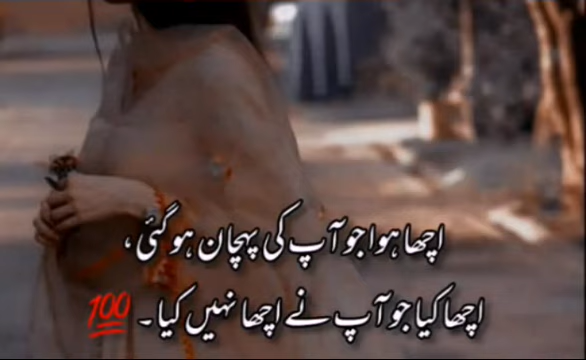 اچھا ہوا جو آپ کی پہچان ہو گئی ،
اچھا کیا جو آپ نے اچھا نہیں کیا۔ 💯